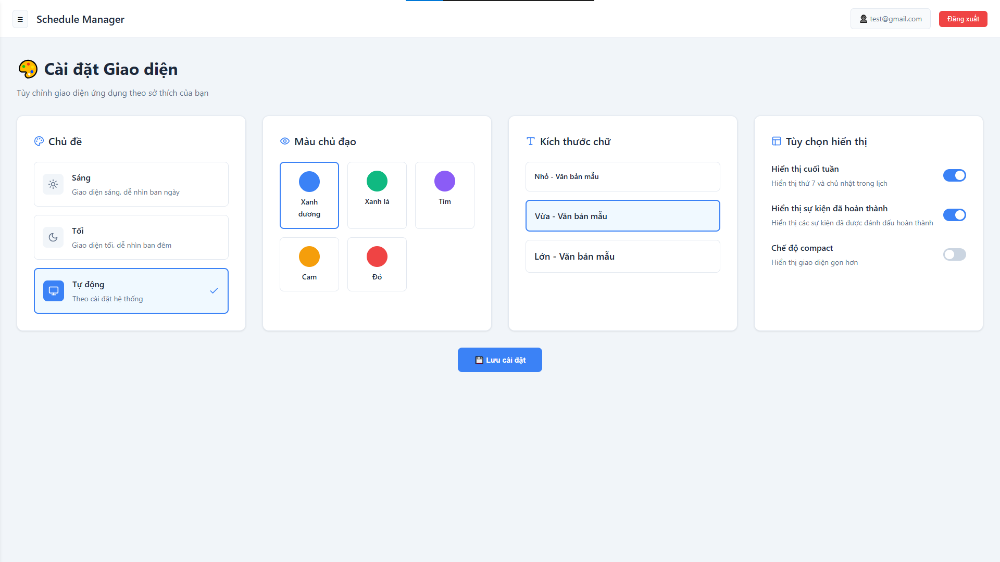 Schedule Manager
test@gmail.com
Đăng xuất
Cài đặt Giao diện
Tùy chỉnh giao diện ứng dụng theo sở thích của bạn
Chủ đề
Sáng
Giao diện sáng, dễ nhìn ban ngày
Tối
Giao diện tối, dễ nhìn ban đêm
Tự động
Theo cài đặt hệ thống
Màu chủ đạo
Xanh
dương
Xanh lá
Tím
Cam
Đỏ
Kích thước chữ
Nhỏ - Văn bản mẫu
Vừa - Văn bản mẫu
Lớn - Văn bản mẫu
Tùy chọn hiển thị
Hiển thị cuối tuần
Hiển thị thứ 7 và chủ nhật trong lịch
Hiển thị sự kiện đã hoàn thành
Hiển thị các sự kiện đã được đánh dấu hoàn thành
Chế độ compact
Hiển thị giao diện gọn hơn
Lưu cài đặt